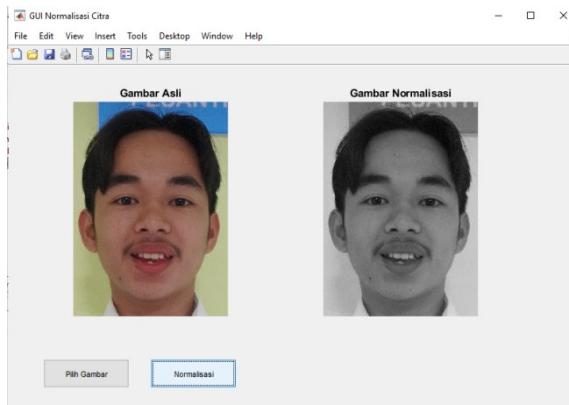 GUI Normalisasi Citra
File Edit View Insert Tools Desktop Window Help
Gambar Asli
Gambar Normalisasi
Pilih Gambar
Normalisasi